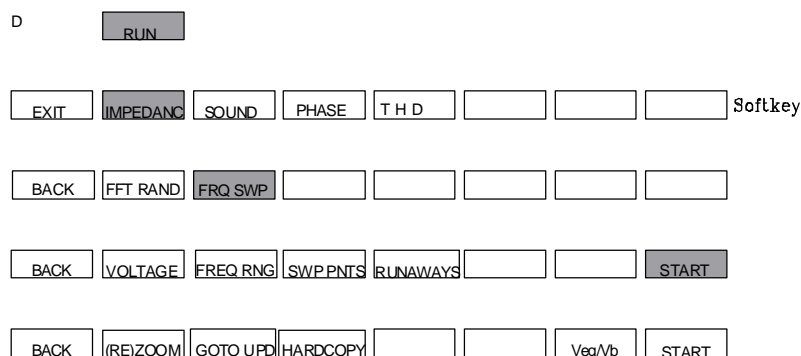 D RUN
EXIT IMPEDANC SOUND PHASE T H D Softkey
BACK FFT RAND FRQ SWP
BACK VOLTAGE FREQ RNG SWP PNTS RUNAWAYS START
BACK (RE)ZOOM GOTO UPD HARDCOPY Veg/Vb START